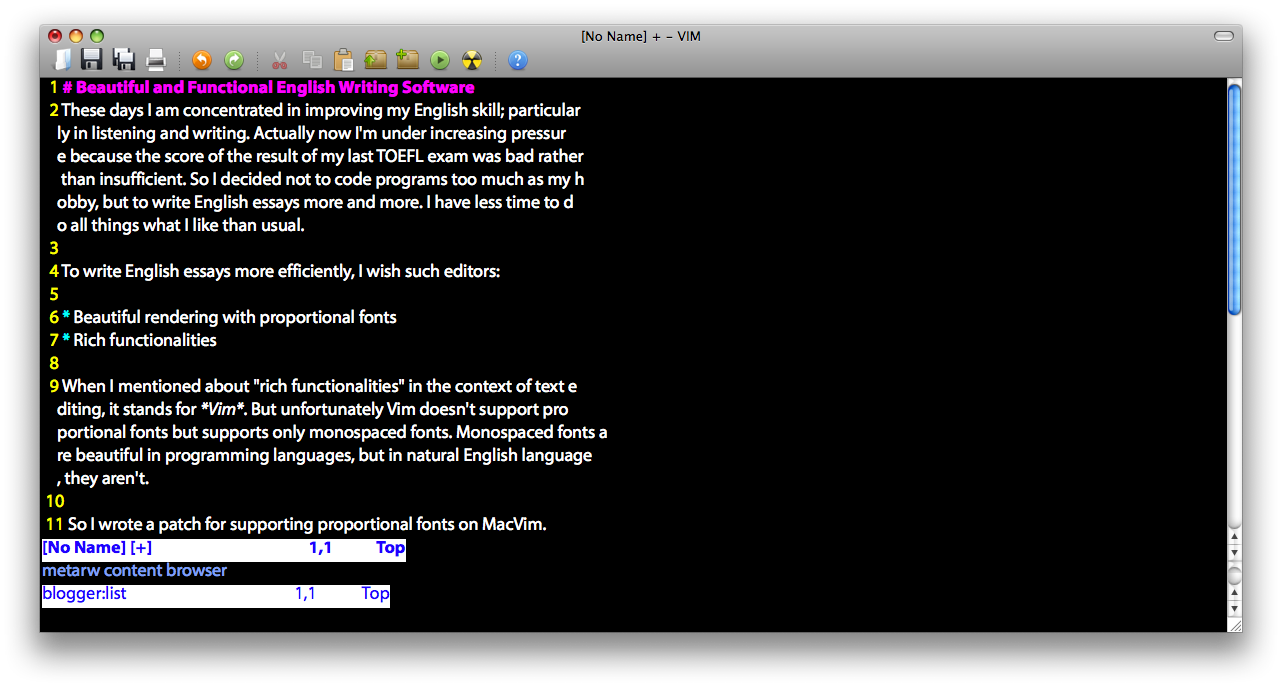 [No Name] + - VIM
1 # Beautiful and Functional English Writing Software
2 These days I am concentrated in improving my English skill; particular
ly in listening and writing. Actually now I'm under increasing pressur
e because the score of the result of my last TOEFL exam was bad rather
than insufficient. So I decided not to code programs too much as my h
obby, but to write English essays more and more. I have less time to d
o all things what I like than usual.
3
4 To write English essays more efficiently, I wish such editors:
5
6 * Beautiful rendering with proportional fonts
7 * Rich functionalities
8
9 When I mentioned about "rich functionalities" in the context of text e
diting, it stands for *Vim*. But unfortunately Vim doesn't support pro
portional fonts but supports only monospaced fonts. Monospaced fonts a
re beautiful in programming languages, but in natural English language
, they aren't.
10
11 So I wrote a patch for supporting proportional fonts on MacVim.
[No Name] [+] 1,1 Top
metarw content browser
blogger:list 1,1 Top